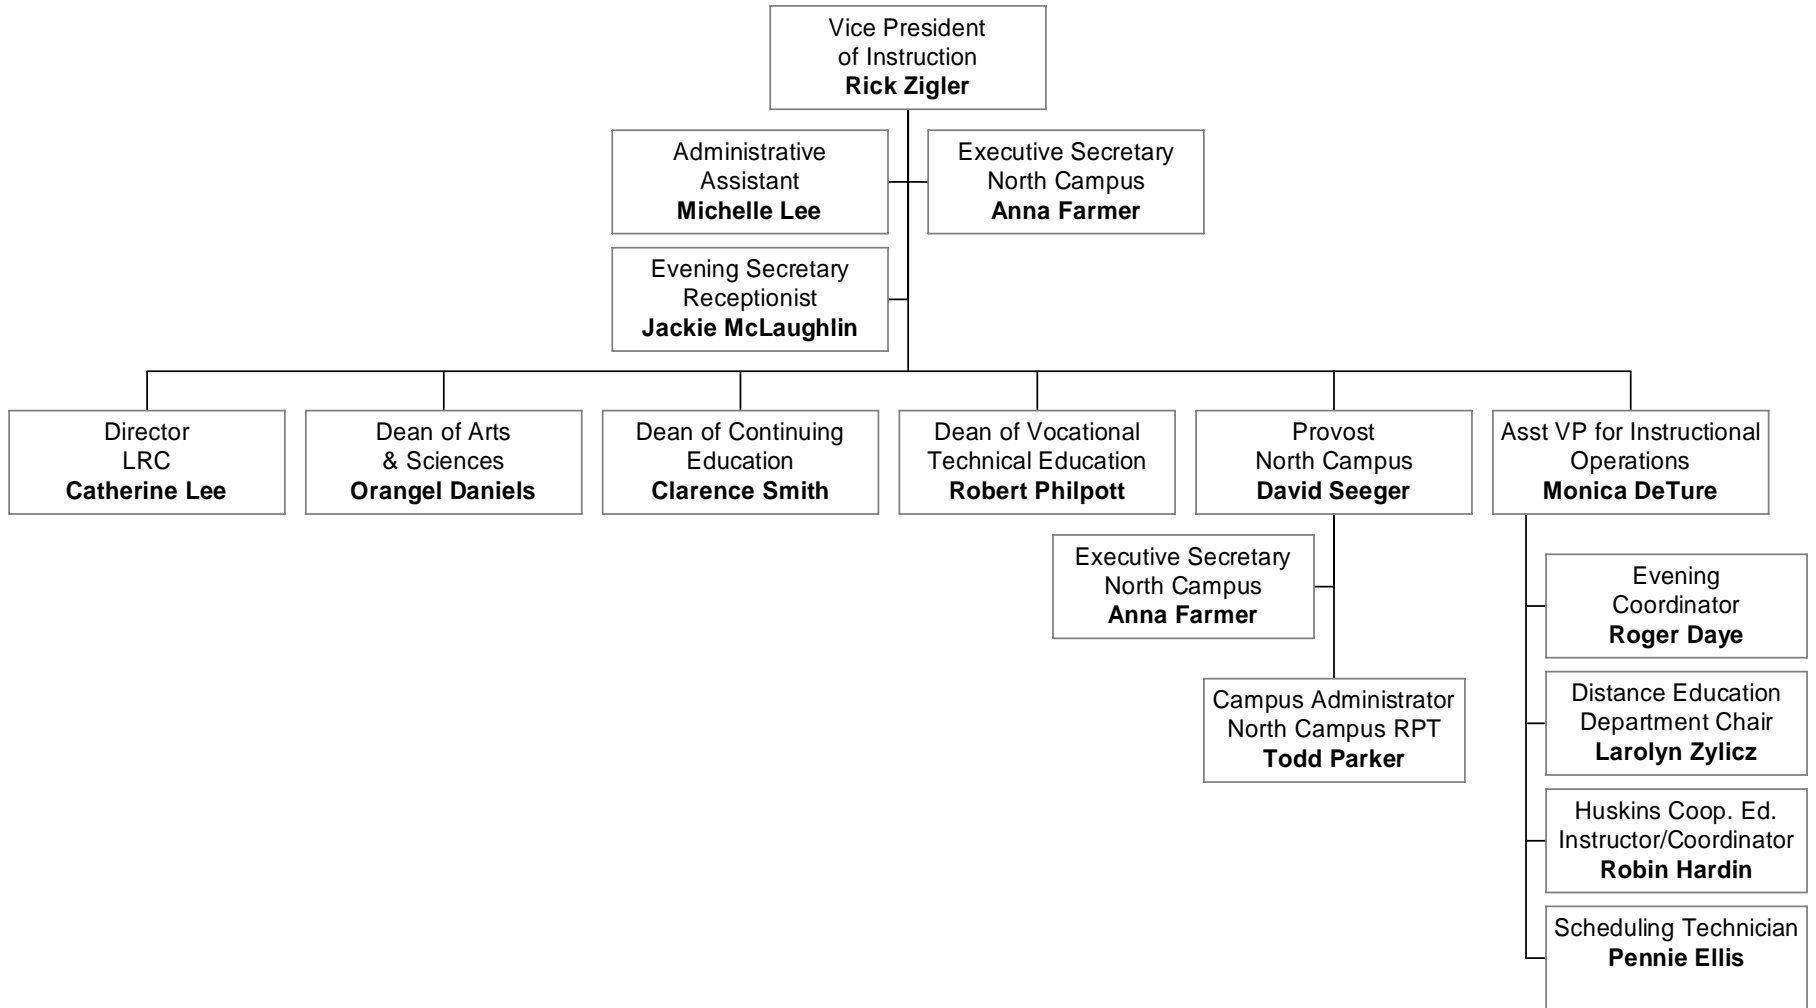 Vice President
of Instruction
Rick Zigler
Administrative
Assistant
Michelle Lee
Executive Secretary
North Campus
Anna Farmer
Evening Secretary
Receptionist
Jackie McLaughlin
Director
LRC
Catherine Lee
Dean of Arts
& Sciences
Orangel Daniels
Dean of Continuing
Education
Clarence Smith
Dean of Vocational
Technical Education
Robert Philpott
Provost
North Campus
David Seeger
Asst VP for Instructional
Operations
Monica DeTure
Executive Secretary
North Campus
Anna Farmer
Campus Administrator
North Campus RPT
Todd Parker
Evening
Coordinator
Roger Daye
Distance Education
Department Chair
Larolyn Zylicz
Huskins Coop. Ed.
Instructor/Coordinator
Robin Hardin
Scheduling Technician
Pennie Ellis